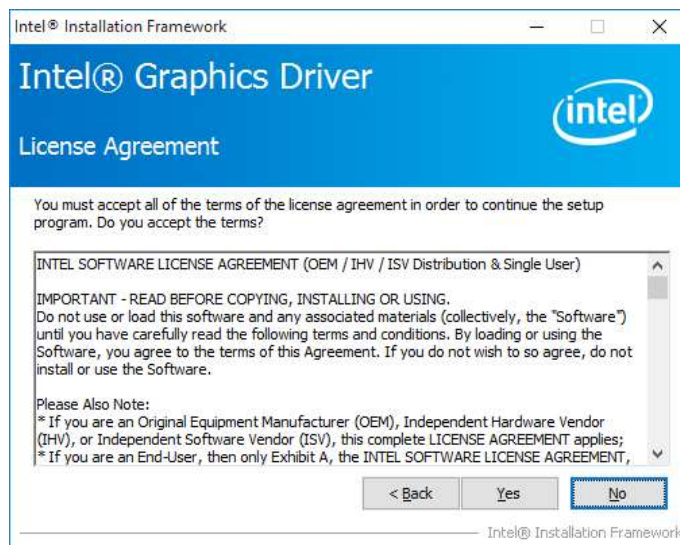 Intel® Installation Framework
Intel® Graphics Driver
intel
License Agreement
You must accept all of the terms of the license agreement in order to continue the setup
program. Do you accept the terms?
INTEL SOFTWARE LICENSE AGREEMENT (OEM / IHV / ISV Distribution & Single User)
IMPORTANT - READ BEFORE COPYING, INSTALLING OR USING.
Do not use or load this software and any associated materials (collectively, the "Software")
until you have carefully read the following terms and conditions. By loading or using the
Software, you agree to the terms of this Agreement. If you do not wish to so agree, do not
install or use the Software.
Please Also Note:
* If you are an Original Equipment Manufacturer (OEM), Independent Hardware Vendor
(IHV), or Independent Software Vendor (ISV), this complete LICENSE AGREEMENT applies;
* If you are an End-User, then only Exhibit A, the INTEL SOFTWARE LICENSE AGREEMENT,
< Back Yes No
Intel® Installation Framework